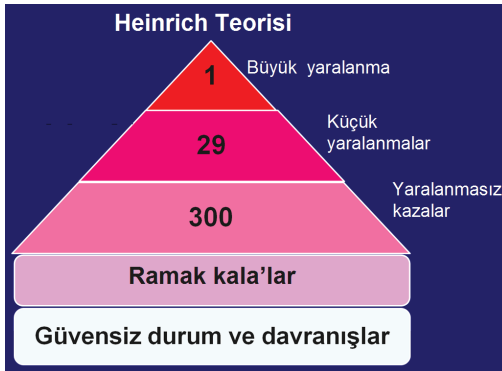 Heinrich Teorisi
1
Büyük yaralanma
29
Küçük
yaralanmalar
300
Yaralanmasız
kazalar
Ramak kala’lar
Güvensiz durum ve davranışlar